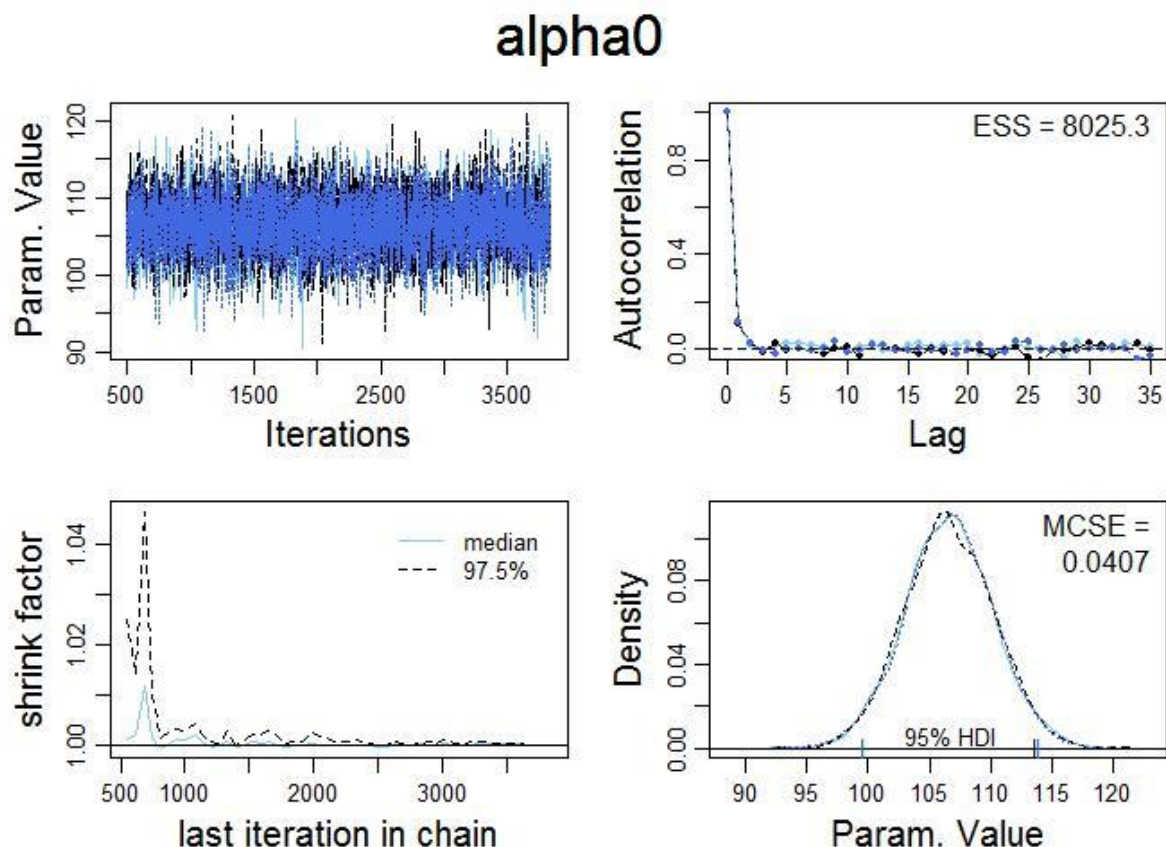 alpha0
Param. Value
120
110
100
90
500
1500
2500
3500
Iterations
Autocorrelation
0.8
0.4
0.0
ESS = 8025.3
0
5
10
15
20
25
30
35
Lag
shrink factor
1.04
1.02
1.00
median
97.5%
500
1000
2000
3000
last iteration in chain
Density
0.08
0.04
0.00
MCSE =
0.0407
95% HDI
90
95
100
105
110
115
120
Param. Value